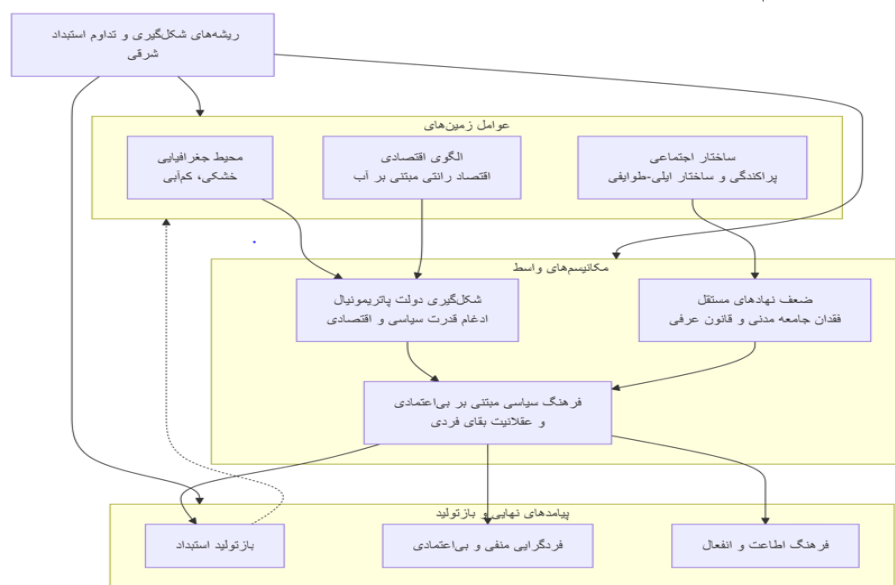 ریشه‌های شکل‌گیری و تداوم استبداد
شرقی
عوامل زمین‌های
محیط جغرافیایی
خشکی، کم‌آبی
الگوی اقتصادی
اقتصاد رانتی مبتنی بر آب
ساختار اجتماعی
پراکندگی و ساختار ایلی-طوایفی
مکانیسم‌های واسط
شکل‌گیری دولت پاتریمونیال
ادغام قدرت سیاسی و اقتصادی
ضعف نهادهای مستقل
فقدان جامعه مدنی و قانون عرفی
فرهنگ سیاسی مبتنی بر بی‌اعتمادی
و عقلانیت بقای فردی
پیامدهای نهایی و بازتولید
بازتولید استبداد
فردگرایی منفی و بی‌اعتمادی
فرهنگ اطاعت و انفعال